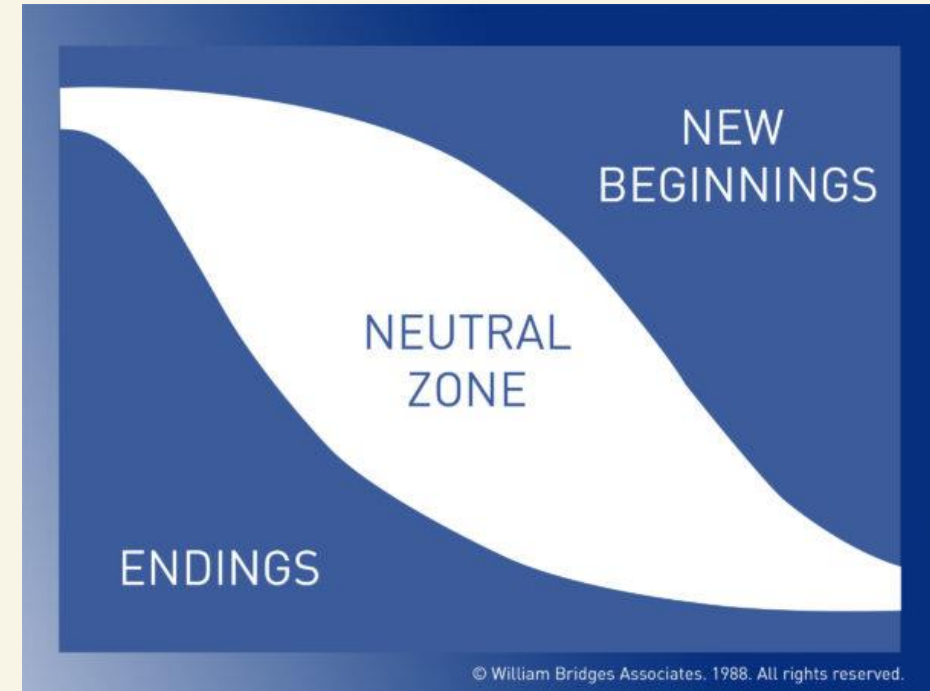 NEW
BEGINNINGS
NEUTRAL
ZONE
ENDINGS
© William Bridges Associates. 1988. All rights reserved.